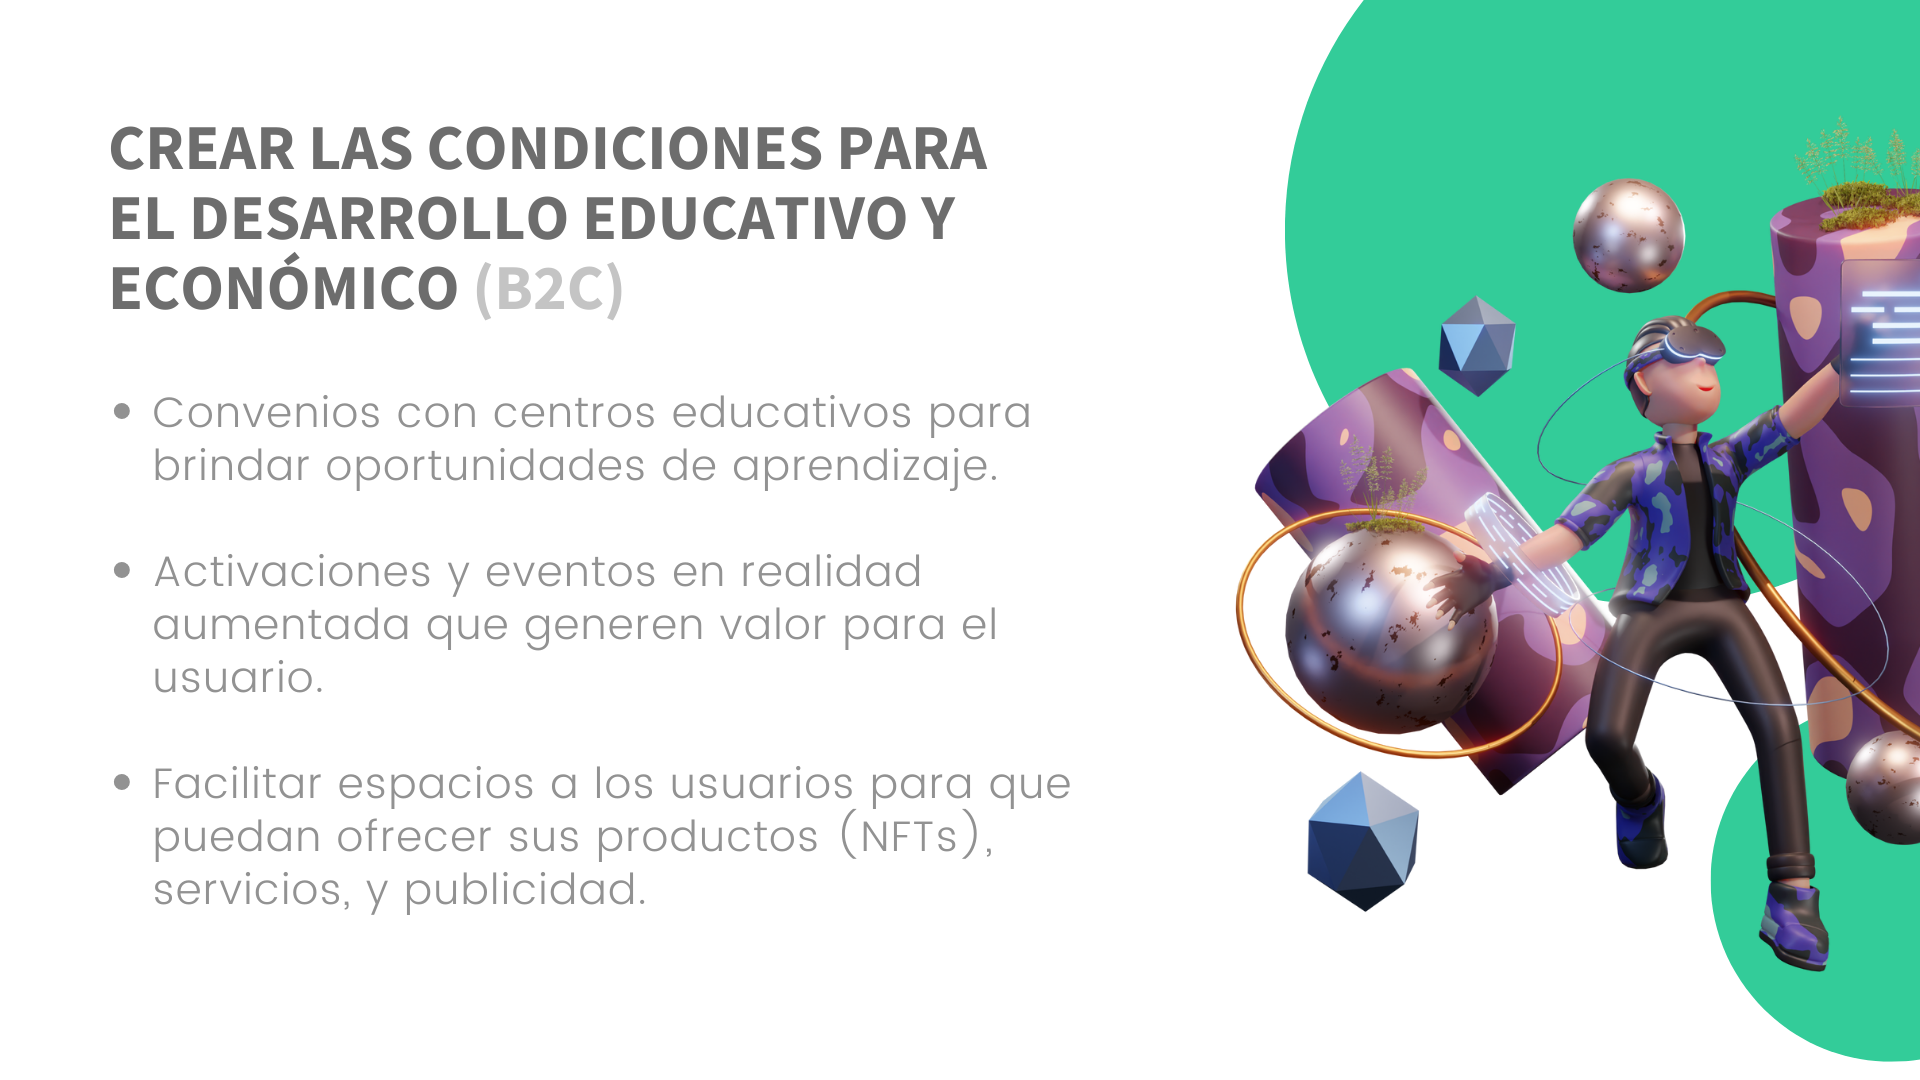 CREAR LAS CONDICIONES PARA
EL DESARROLLO EDUCATIVO Y
ECONÓMICO (B2C)
• Convenios con centros educativos para
brindar oportunidades de aprendizaje.
• Activaciones y eventos en realidad
aumentada que generen valor para el
usuario.
• Facilitar espacios a los usuarios para que
puedan ofrecer sus productos (NFTs),
servicios, y publicidad.